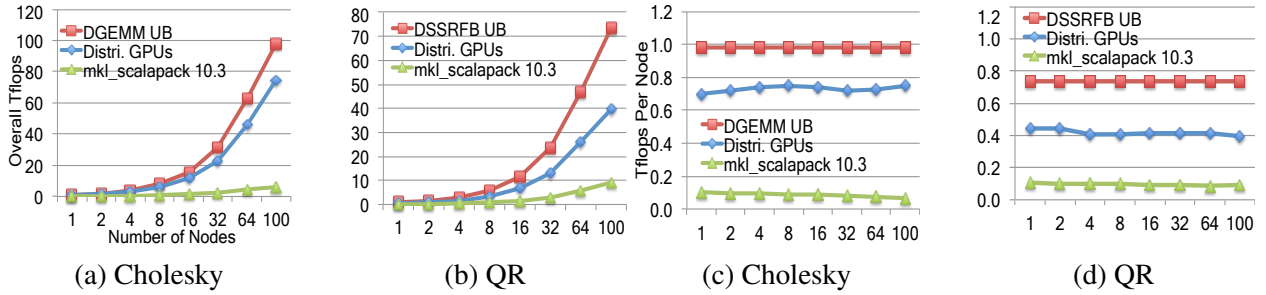 120
100
80
60
40
20
0
Overall Tflops
DGEMM UB
Distri. GPUs
mkl_scalapack 10.3
1 2 4 8 16 32 64 100
Number of Nodes
(a) Cholesky
80
70
60
50
40
30
20
10
0
DSSRFB UB
Distri. GPUs
mkl_scalapack 10.3
1 2 4 8 16 32 64 100
(b) QR
1.2
1.0
0.8
0.6
0.4
0.2
0.0
Tflops Per Node
DGEMM UB
Distri. GPUs
mkl_scalapack 10.3
1 2 4 8 16 32 64 100
(c) Cholesky
1.2
1.0
0.8
0.6
0.4
0.2
0.0
DSSRFB UB
Distri. GPUs
mkl_scalapack 10.3
1 2 4 8 16 32 64 100
(d) QR